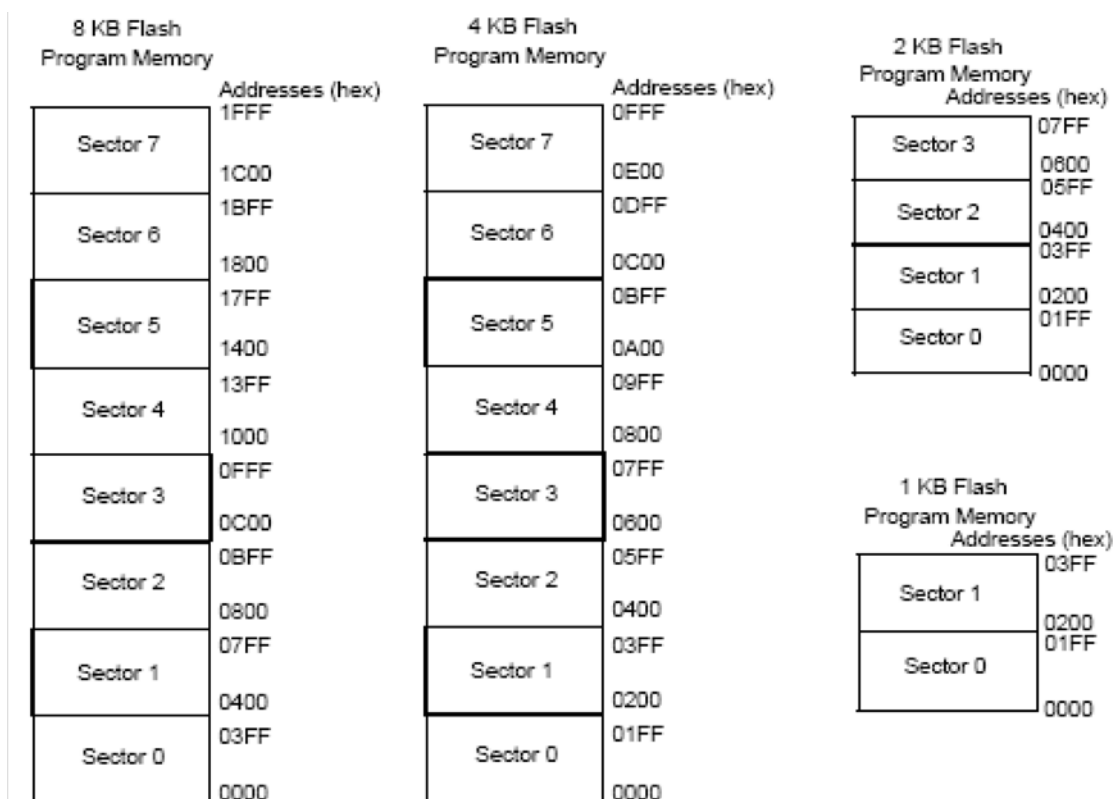 8 KB Flash
Program Memory
Addresses (hex)
1FFF
Sector 7
1C00
1BFF
Sector 6
1800
17FF
Sector 5
1400
13FF
Sector 4
1000
0FFF
Sector 3
0C00
0BFF
Sector 2
0800
07FF
Sector 1
0400
03FF
Sector 0
0000
4 KB Flash
Program Memory
Addresses (hex)
0FFF
Sector 7
0E00
0DFF
Sector 6
0C00
0BFF
Sector 5
0A00
09FF
Sector 4
0800
07FF
Sector 3
0600
05FF
Sector 2
0400
03FF
Sector 1
0200
01FF
Sector 0
0000
2 KB Flash
Program Memory
Addresses (hex)
07FF
Sector 3
0600
05FF
Sector 2
0400
03FF
Sector 1
0200
01FF
Sector 0
0000
1 KB Flash
Program Memory
Addresses (hex)
03FF
Sector 1
0200
01FF
Sector 0
0000